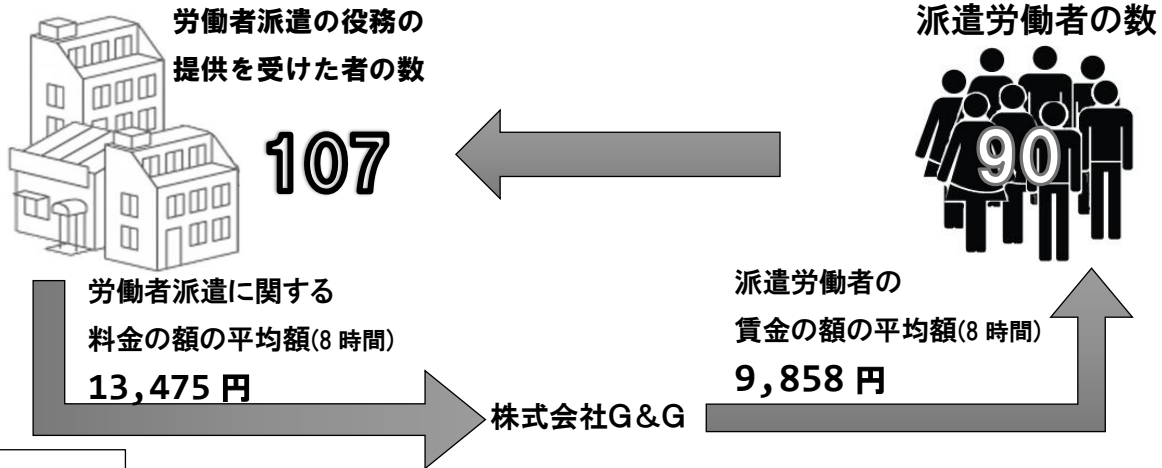 労働者派遣の役務の
提供を受けた者の数
107
派遣労働者の数
90
労働者派遣に関する
料金の額の平均額(8 時間)
13,475 円
派遣労働者の
賃金の額の平均額(8 時間)
9,858 円
株式会社G&G